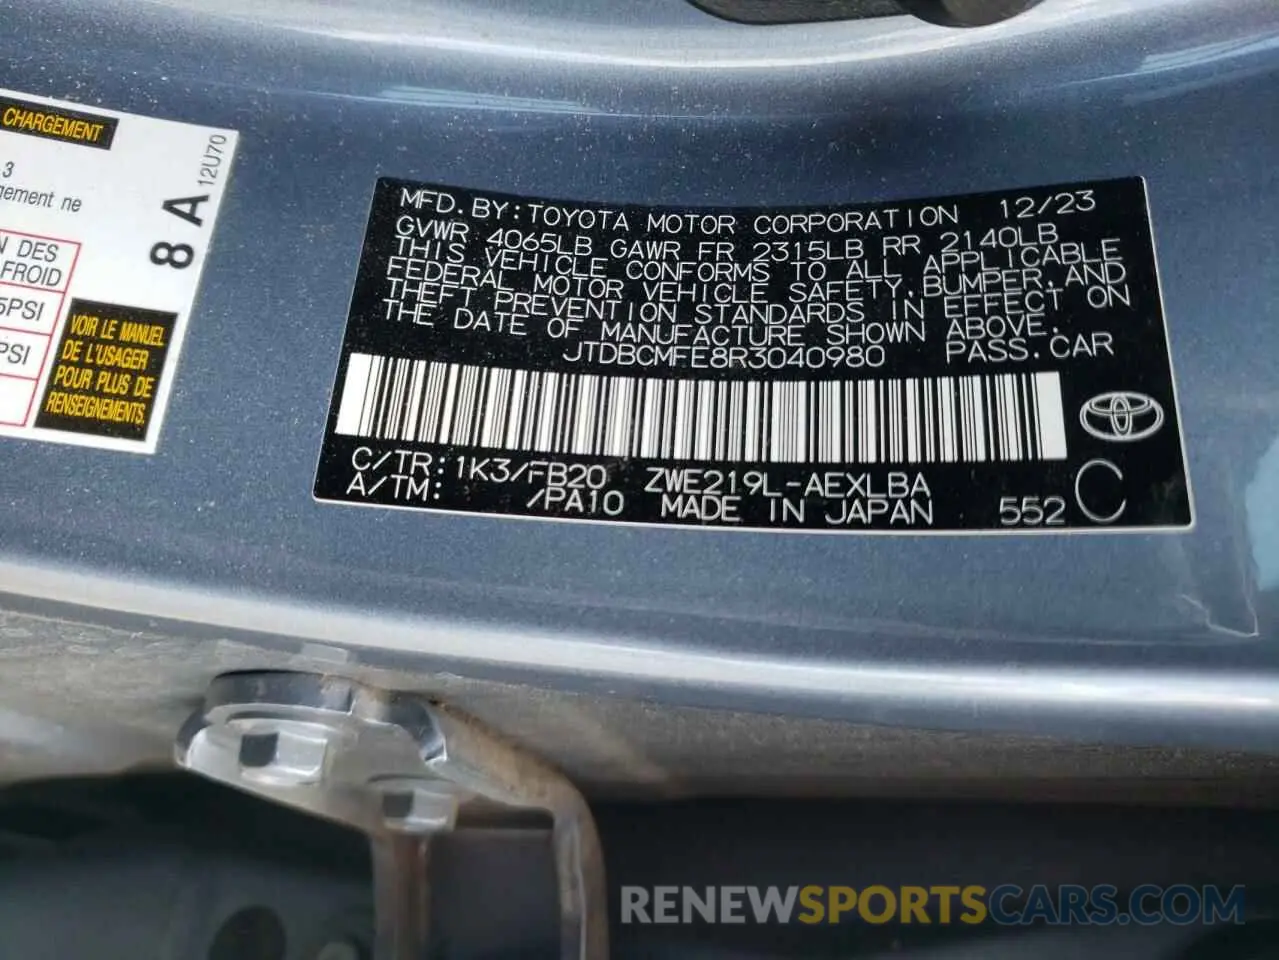 CHARGEMENT
3
gement ne
N DES
FROID
5PSI
PSI
VOIR LE MANUEL
DE L'USAGER
POUR PLUS DE
RENSEIGNEMENTS.
8 A
12U70
MFD. BY: TOYOTA MOTOR CORPORATION 12/23
GVWR 4065LB GAWR FR 2315LB RR 2140LB
THIS VEHICLE CONFORMS TO ALL APPLICABLE
FEDERAL MOTOR VEHICLE SAFETY, BUMPER, AND
THEFT PREVENTION STANDARDS IN EFFECT ON
THE DATE OF MANUFACTURE SHOWN ABOVE.
JTDBCMFE8R3040980 PASS.CAR
C/TR: 1K3/FB20 ZWE219L-AEXLBA
A/TM: /PA10 MADE IN JAPAN 552 C
RENEWSPORTSCARS.COM